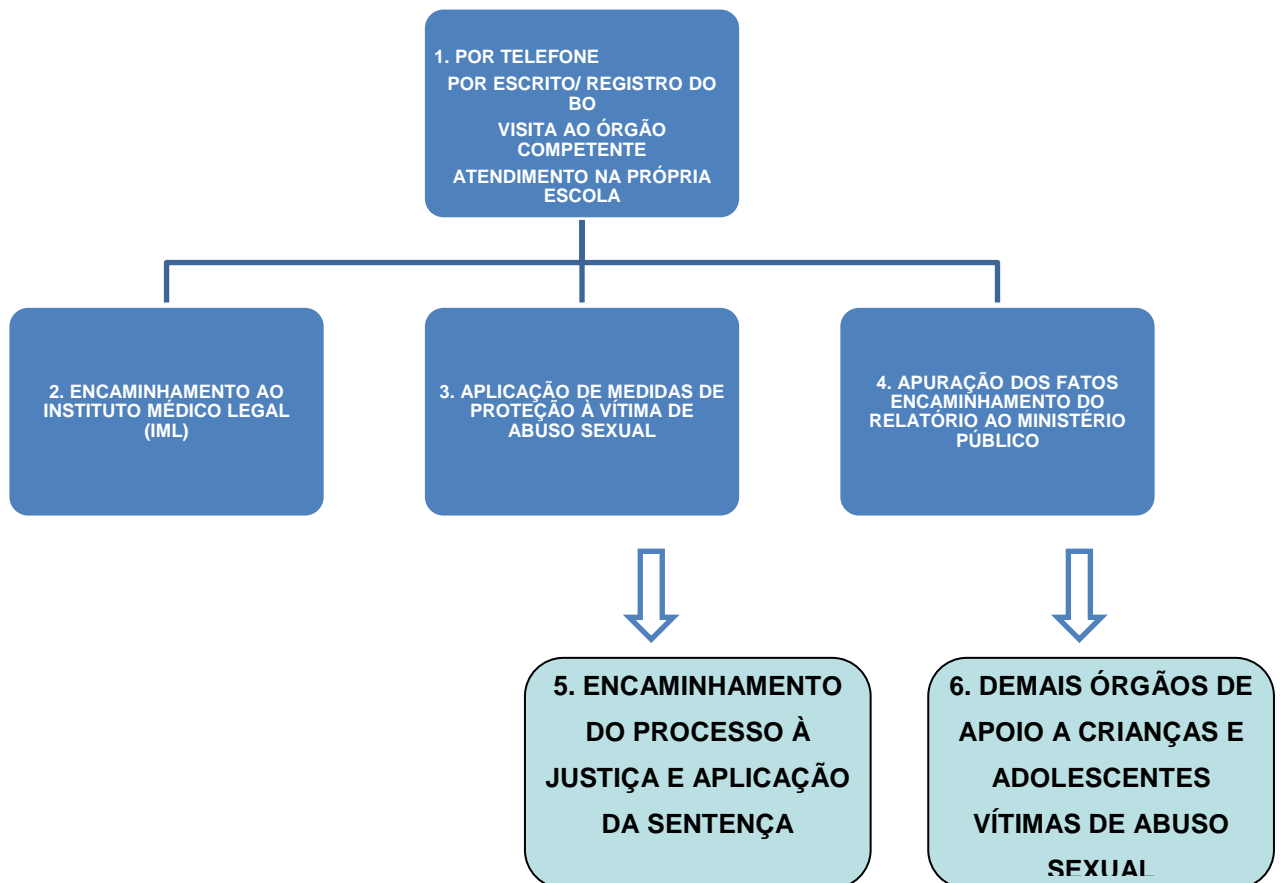 1. POR TELEFONE
POR ESCRITO/ REGISTRO DO
BO
VISITA AO ÓRGÃO
COMPETENTE
ATENDIMENTO NA PRÓPRIA
ESCOLA
2. ENCAMINHAMENTO AO
INSTITUTO MÉDICO LEGAL
(IML)
3. APLICAÇÃO DE MEDIDAS DE
PROTEÇÃO À VÍTIMA DE
ABUSO SEXUAL
4. APURAÇÃO DOS FATOS
ENCAMINHAMENTO DO
RELATÓRIO AO MINISTÉRIO
PÚBLICO
5. ENCAMINHAMENTO
DO PROCESSO À
JUSTIÇA E APLICAÇÃO
DA SENTENÇA
6. DEMAIS ÓRGÃOS DE
APOIO A CRIANÇAS E
ADOLESCENTES
VÍTIMAS DE ABUSO
SEXUAL